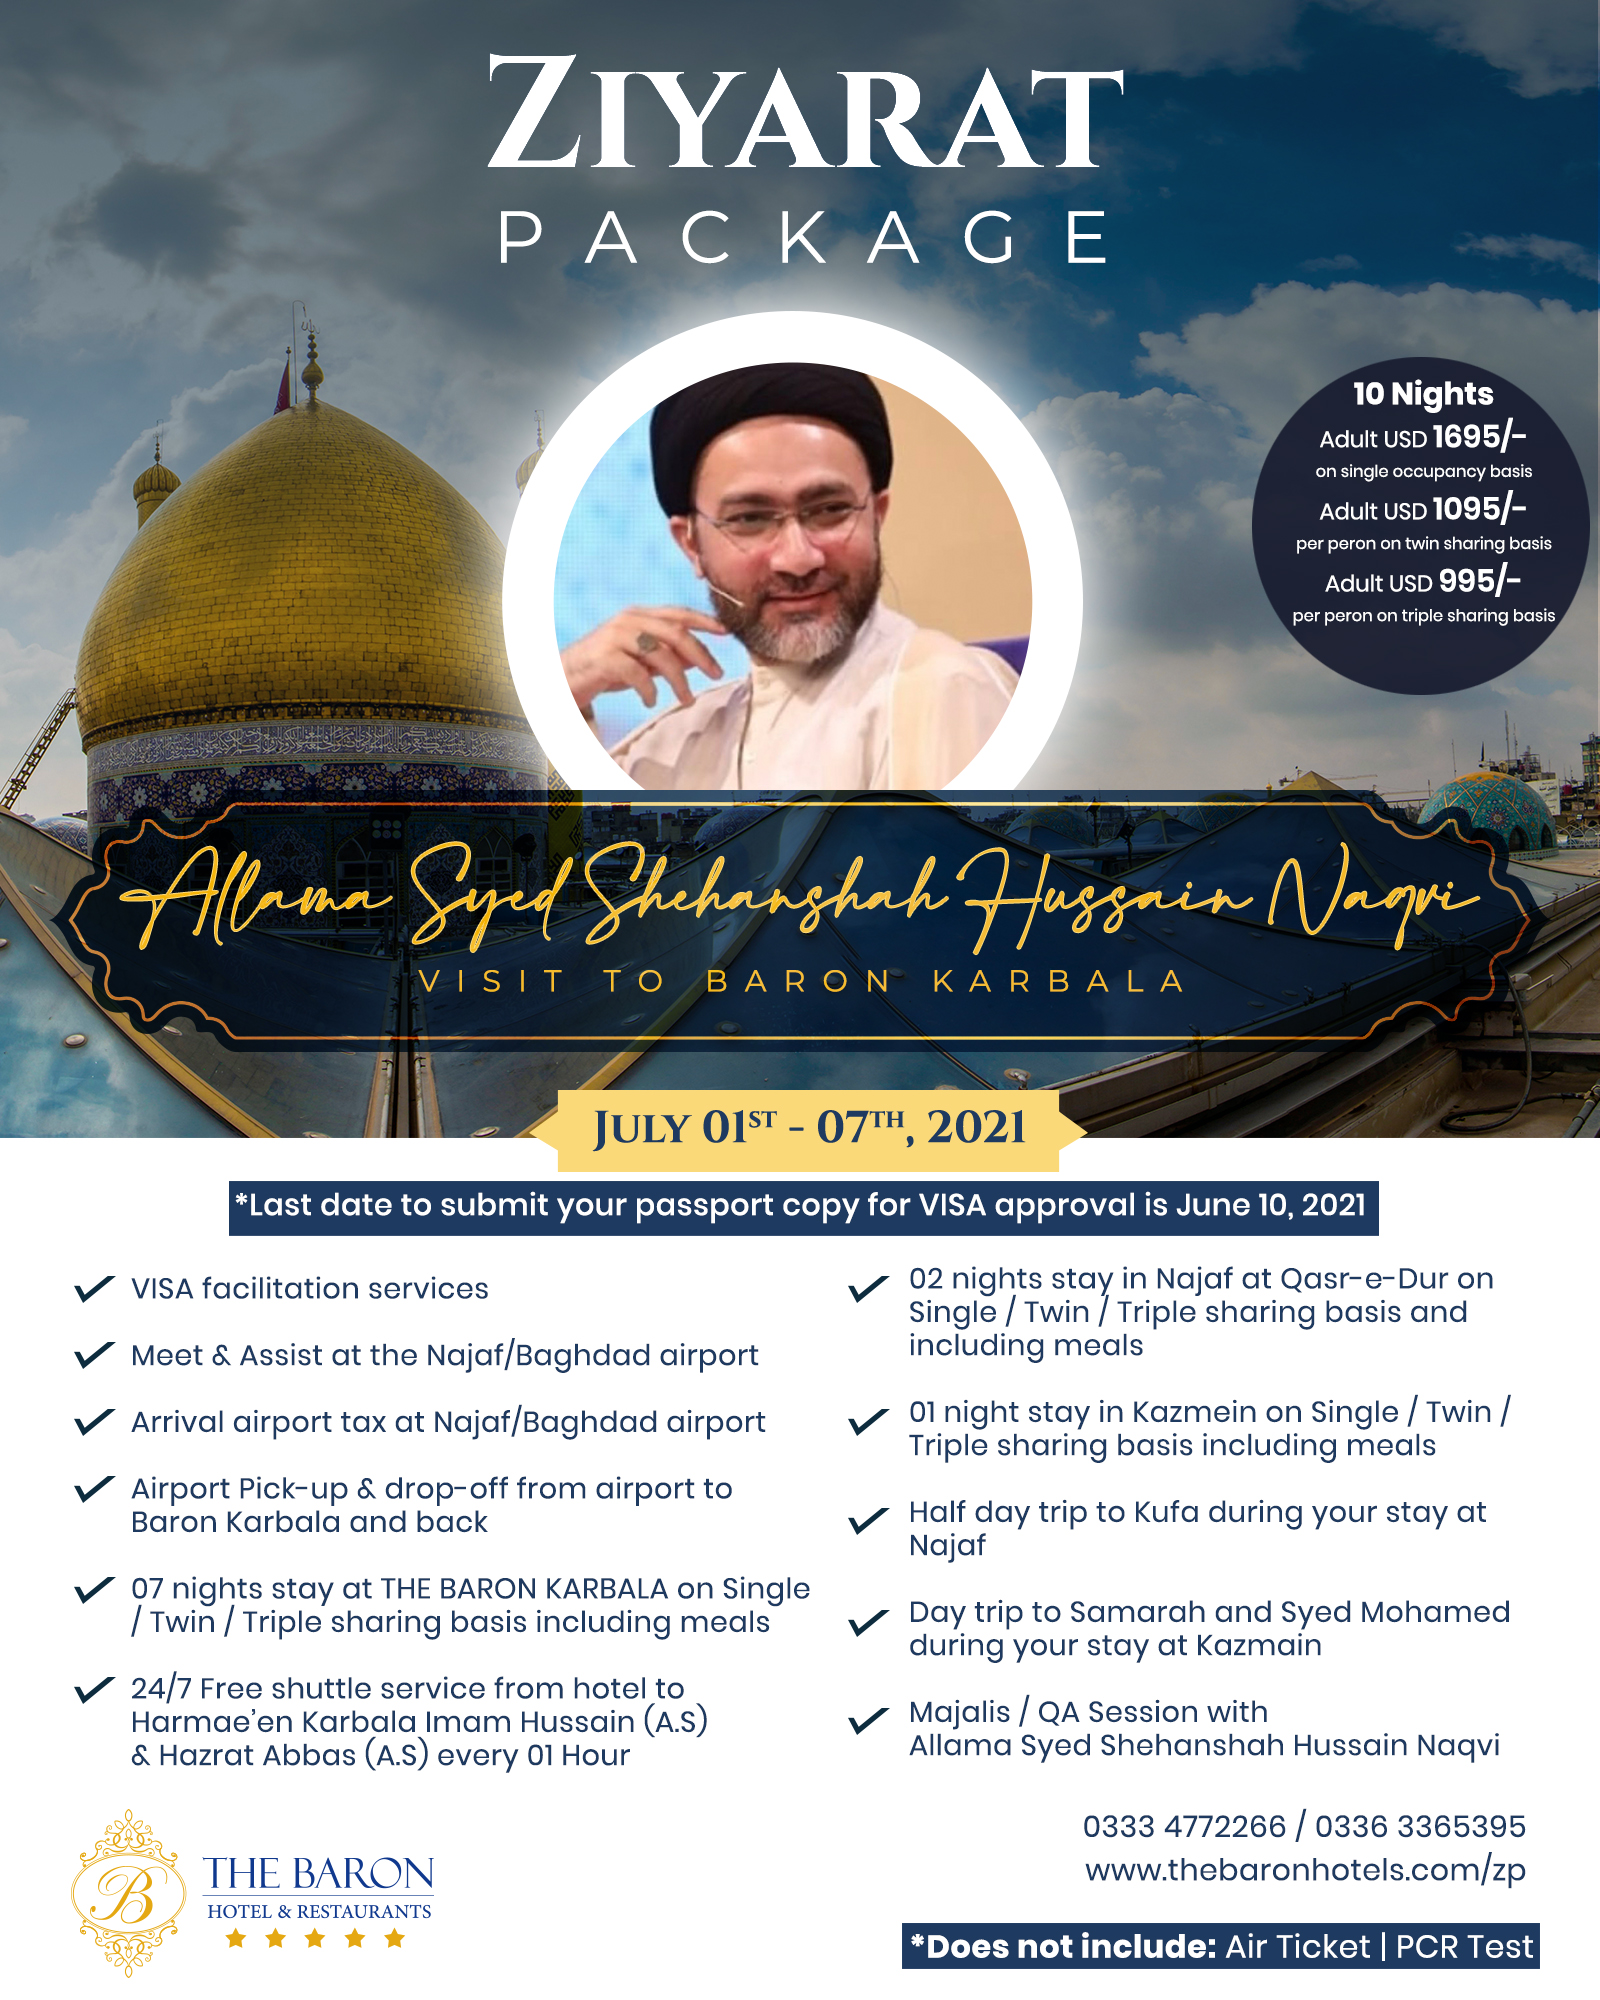 ZIYARAT
PACKAGE
10 Nights
Adult USD 1695/-
on single occupancy basis
Adult USD 1095/-
per peron on twin sharing basis
Adult USD 995/-
per peron on triple sharing basis
Allama Syed Shehanshah Hussain Naqvi
VISIT TO BARON KARBALA
JULY 01ST - 07TH, 2021
*Last date to submit your passport copy for VISA approval is June 10, 2021
VISA facilitation services
Meet & Assist at the Najaf/Baghdad airport
Arrival airport tax at Najaf/Baghdad airport
Airport Pick-up & drop-off from airport to
Baron Karbala and back
07 nights stay at THE BARON KARBALA on Single
/ Twin / Triple sharing basis including meals
24/7 Free shuttle service from hotel to
Harmae'en Karbala Imam Hussain (A.S)
& Hazrat Abbas (A.S) every 01 Hour
02 nights stay in Najaf at Qasr-e-Dur on
Single / Twin / Triple sharing basis and
including meals
01 night stay in Kazmein on Single / Twin /
Triple sharing basis including meals
Half day trip to Kufa during your stay at
Najaf
Day trip to Samarah and Syed Mohamed
during your stay at Kazmain
Majalis / QA Session with
Allama Syed Shehanshah Hussain Naqvi
B
THE BARON
HOTEL & RESTAURANTS
0333 4772266 / 0336 3365395
www.thebaronhotels.com/zp
*Does not include: Air Ticket | PCR Test